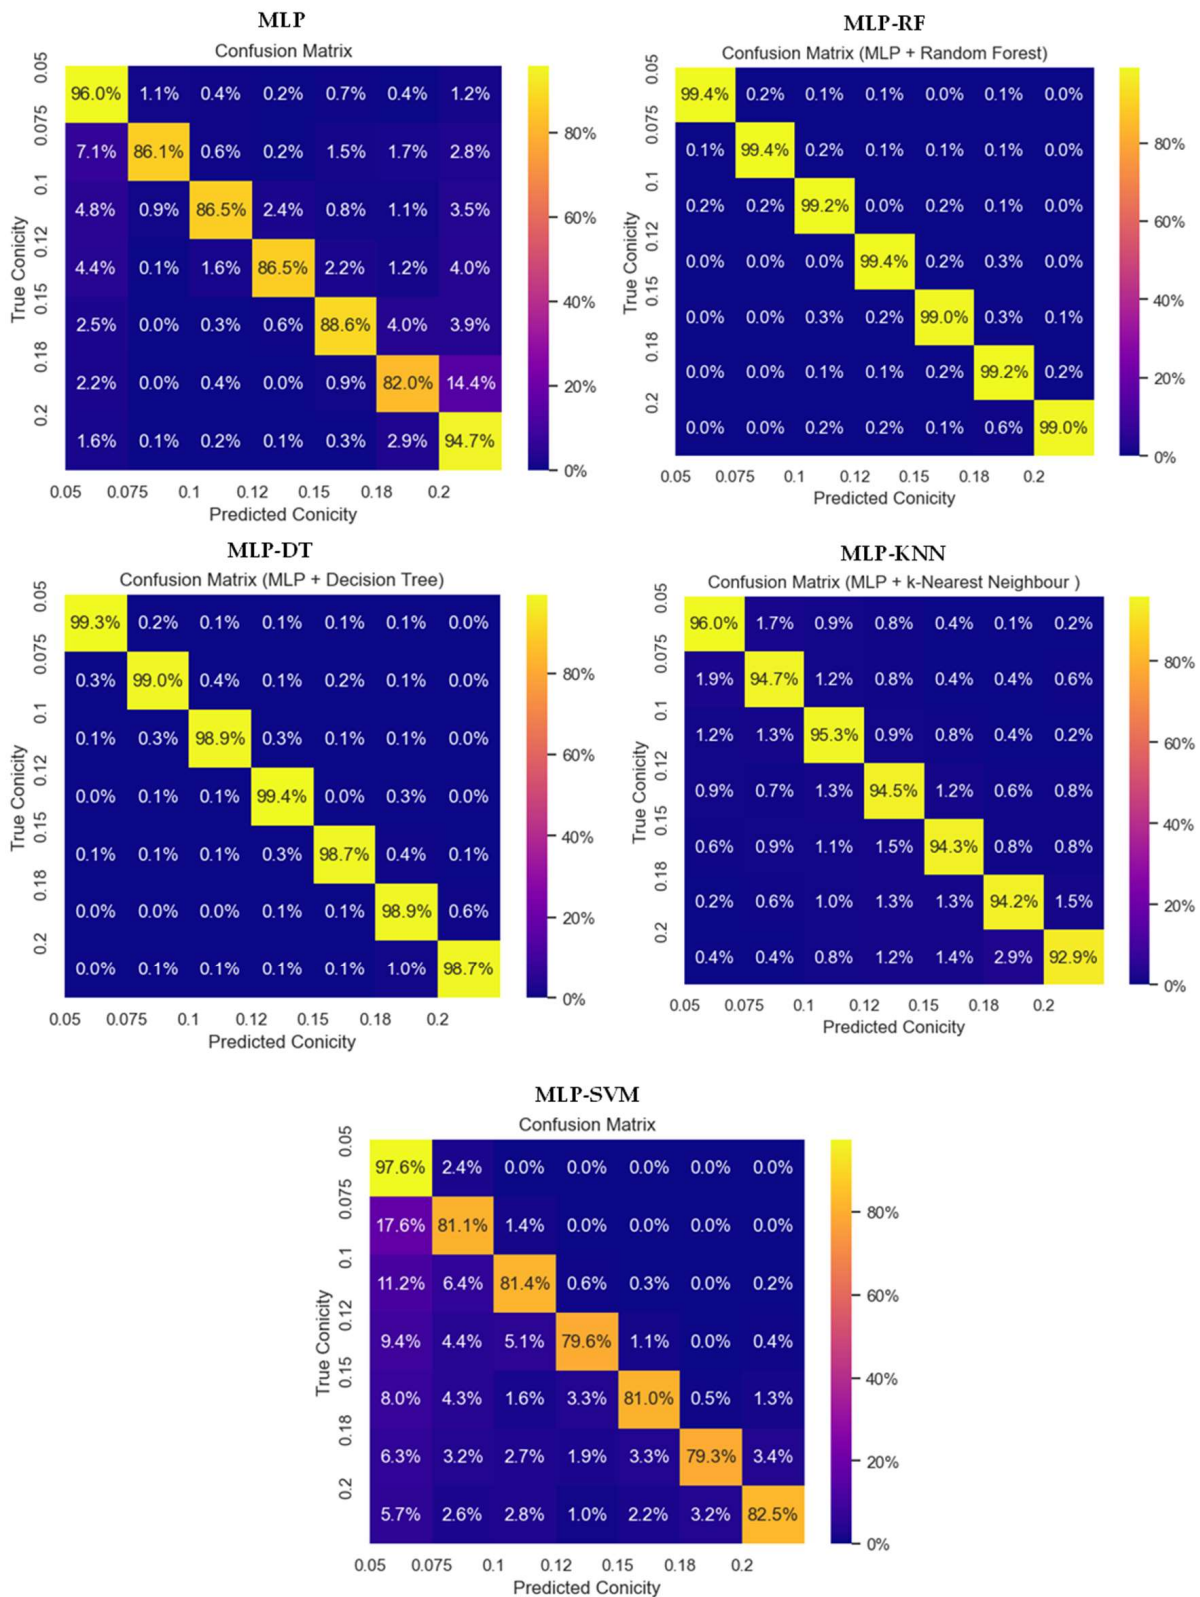 MLP
Confusion Matrix
0.05 0.075 0.1 0.12 0.15 0.18 0.2
True Conicity
96.0% 1.1% 0.4% 0.2% 0.7% 0.4% 1.2%
7.1% 86.1% 0.6% 0.2% 1.5% 1.7% 2.8%
4.8% 0.9% 86.5% 2.4% 0.8% 1.1% 3.5%
4.4% 0.1% 1.6% 86.5% 2.2% 1.2% 4.0%
2.5% 0.0% 0.3% 0.6% 88.6% 4.0% 3.9%
2.2% 0.0% 0.4% 0.0% 0.9% 82.0% 14.4%
1.6% 0.1% 0.2% 0.1% 0.3% 2.9% 94.7%
80%
60%
40%
20%
0%
0.05 0.075 0.1 0.12 0.15 0.18 0.2
Predicted Conicity
MLP-RF
Confusion Matrix (MLP + Random Forest)
0.05 0.075 0.1 0.12 0.15 0.18 0.2
True Conicity
99.4% 0.2% 0.1% 0.1% 0.0% 0.1% 0.0%
0.1% 99.4% 0.2% 0.1% 0.1% 0.1% 0.0%
0.2% 0.2% 99.2% 0.0% 0.2% 0.1% 0.0%
0.0% 0.0% 0.0% 99.4% 0.2% 0.3% 0.0%
0.0% 0.0% 0.3% 0.2% 99.0% 0.3% 0.1%
0.0% 0.0% 0.1% 0.1% 0.2% 99.2% 0.2%
0.0% 0.0% 0.2% 0.2% 0.1% 0.6% 99.0%
80%
60%
40%
20%
0%
0.05 0.075 0.1 0.12 0.15 0.18 0.2
Predicted Conicity
MLP-DT
Confusion Matrix (MLP + Decision Tree)
0.05 0.075 0.1 0.12 0.15 0.18 0.2
True Conicity
99.3% 0.2% 0.1% 0.1% 0.1% 0.1% 0.0%
0.3% 99.0% 0.4% 0.1% 0.2% 0.1% 0.0%
0.1% 0.3% 98.9% 0.3% 0.1% 0.1% 0.0%
0.0% 0.1% 0.1% 99.4% 0.0% 0.3% 0.0%
0.1% 0.1% 0.1% 0.3% 98.7% 0.4% 0.1%
0.0% 0.0% 0.0% 0.1% 0.1% 98.9% 0.6%
0.0% 0.1% 0.1% 0.1% 0.1% 1.0% 98.7%
80%
60%
40%
20%
0%
0.05 0.075 0.1 0.12 0.15 0.18 0.2
Predicted Conicity
MLP-KNN
Confusion Matrix (MLP + k-Nearest Neighbour )
0.05 0.075 0.1 0.12 0.15 0.18 0.2
True Conicity
96.0% 1.7% 0.9% 0.8% 0.4% 0.1% 0.2%
1.9% 94.7% 1.2% 0.8% 0.4% 0.4% 0.6%
1.2% 1.3% 95.3% 0.9% 0.8% 0.4% 0.2%
0.9% 0.7% 1.3% 94.5% 1.2% 0.6% 0.8%
0.6% 0.9% 1.1% 1.5% 94.3% 0.8% 0.8%
0.2% 0.6% 1.0% 1.3% 1.3% 94.2% 1.5%
0.4% 0.4% 0.8% 1.2% 1.4% 2.9% 92.9%
80%
60%
40%
20%
0%
0.05 0.075 0.1 0.12 0.15 0.18 0.2
Predicted Conicity
MLP-SVM
Confusion Matrix
0.05 0.075 0.1 0.12 0.15 0.18 0.2
True Conicity
97.6% 2.4% 0.0% 0.0% 0.0% 0.0% 0.0%
17.6% 81.1% 1.4% 0.0% 0.0% 0.0% 0.0%
11.2% 6.4% 81.4% 0.6% 0.3% 0.0% 0.2%
9.4% 4.4% 5.1% 79.6% 1.1% 0.0% 0.4%
8.0% 4.3% 1.6% 3.3% 81.0% 0.5% 1.3%
6.3% 3.2% 2.7% 1.9% 3.3% 79.3% 3.4%
5.7% 2.6% 2.8% 1.0% 2.2% 3.2% 82.5%
80%
60%
40%
20%
0%
0.05 0.075 0.1 0.12 0.15 0.18 0.2
Predicted Conicity